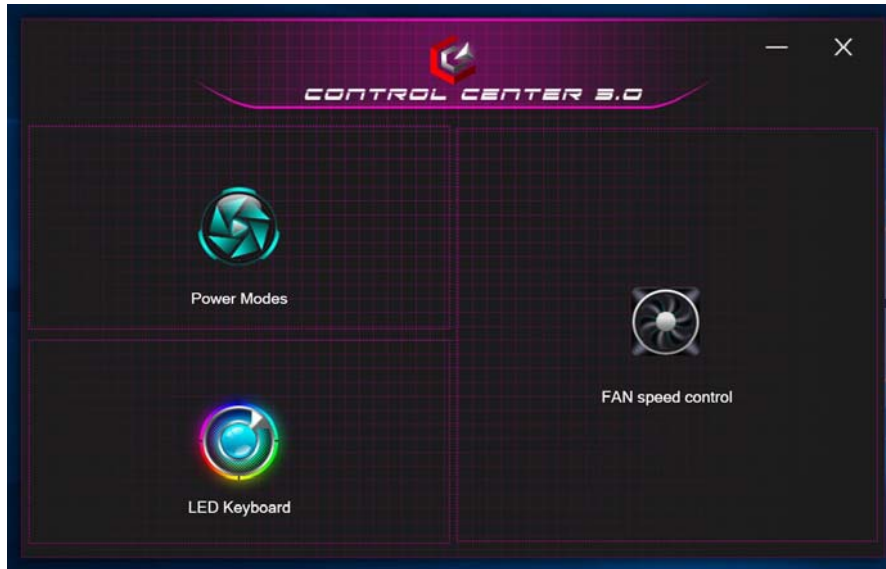 CONTROL CENTER 3.0
Power Modes
FAN speed control
LED Keyboard